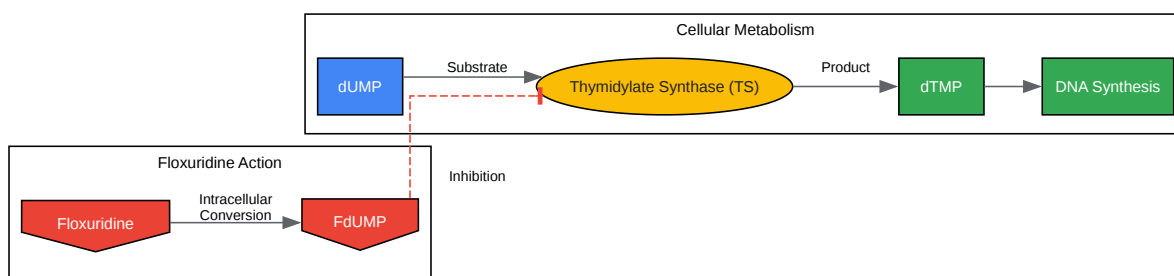 Cellular Metabolism
dUMP
Substrate
Thymidylate Synthase (TS)
Product
dTMP
DNA Synthesis
Floxuridine Action
Inhibition
Floxuridine
Intracellular
Conversion
FdUMP